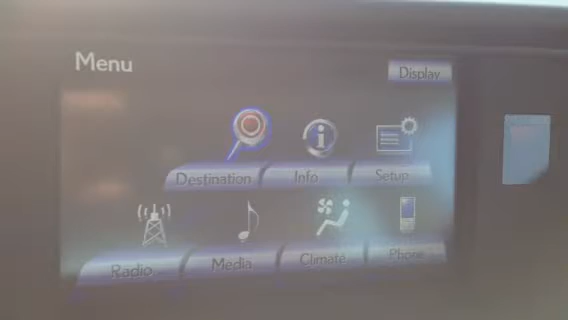 Menu
Display
Destination Info Setup
Radio Media Climate Phone